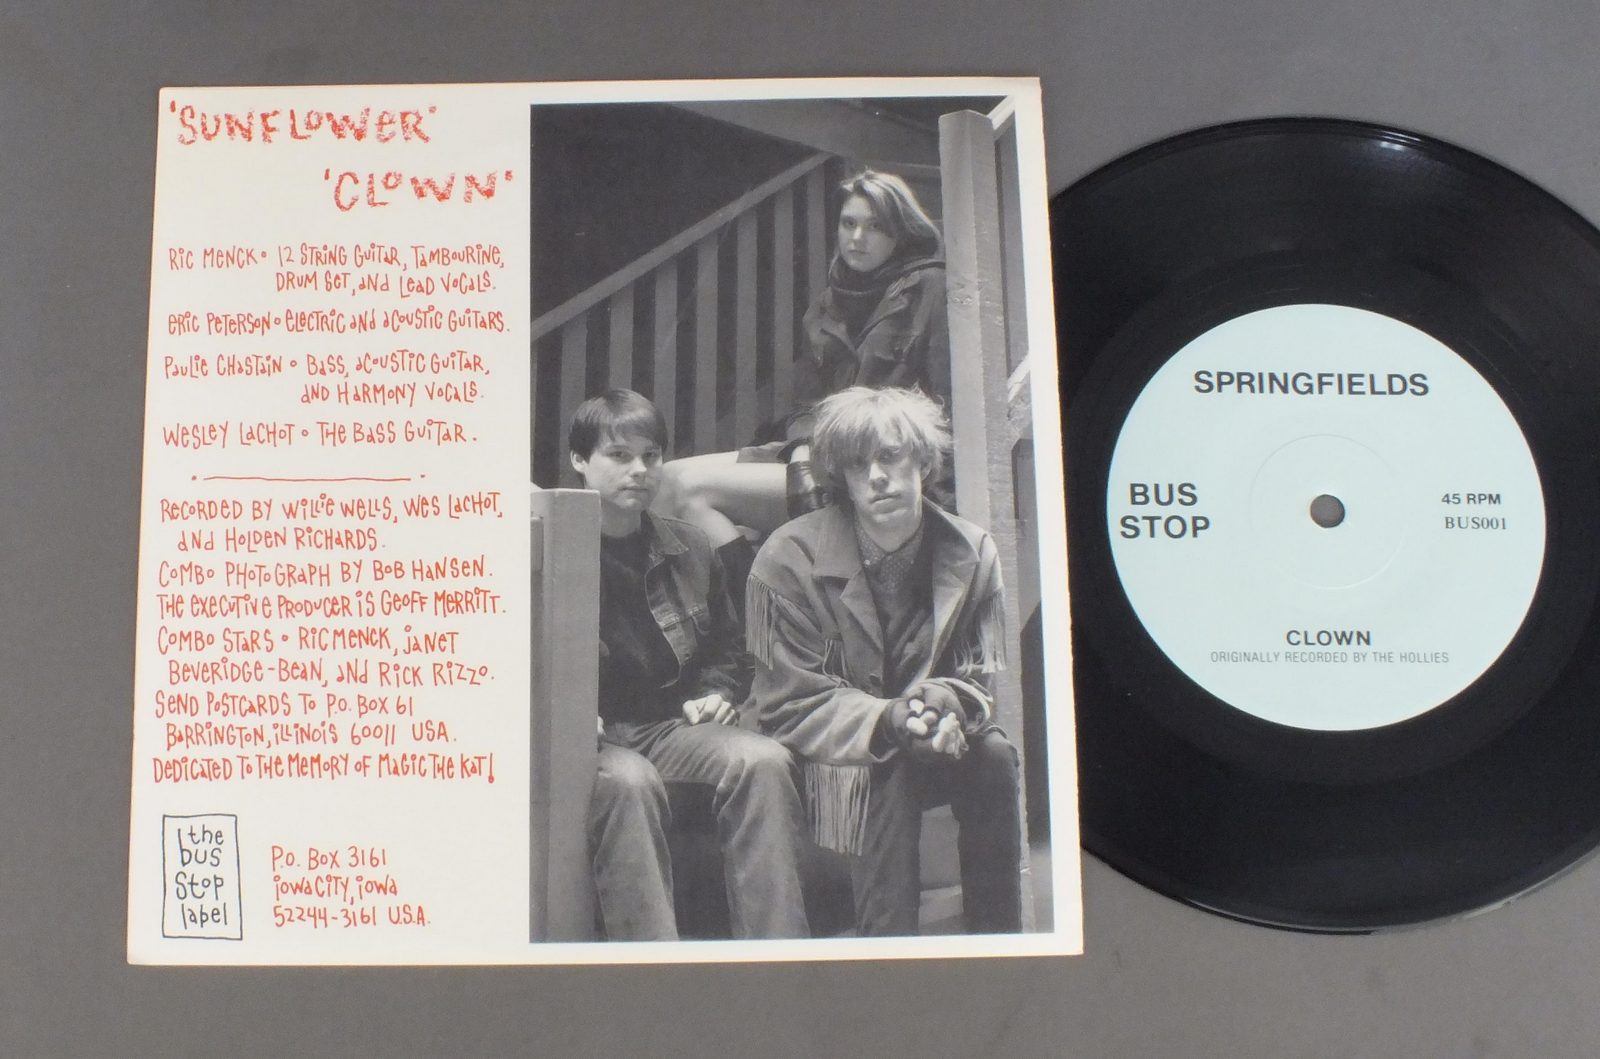 'SUNFLOWER'
'CLOWN'
RIC MENCK • 12 STRING GUITAR, TAMBOURINE,
DRUM SET, AND LEAD VOCALS.
ERIC PETERSON • ELECTRIC AND ACOUSTIC GUITARS.
PAULIE CHASTAIN • BASS, ACOUSTIC GUITAR,
AND HARMONY VOCALS.
WESLEY LACHOT • THE BASS GUITAR.
RECORDED BY WILLIE WELLS, WES LACHOT,
AND HOLDEN RICHARDS.
COMBO PHOTOGRAPH BY BOB HANSEN.
THE EXECUTIVE PRODUCER IS GEOFF MERRITT.
COMBO STARS • RIC MENCK, JANET
BEVERIDGE-BEAN, AND RICK RIZZO.
SEND POSTCARDS TO P.O. BOX 61
BARRINGTON, ILLINOIS 60011 USA.
DEDICATED TO THE MEMORY OF MAGIC THE KAT!
the
bus
stop
label
P.O. BOX 3161
IOWA CITY, IOWA
52244-3161 U.S.A.
SPRINGFIELDS
BUS
STOP
45 RPM
BUS001
CLOWN
ORIGINALLY RECORDED BY THE HOLLIES